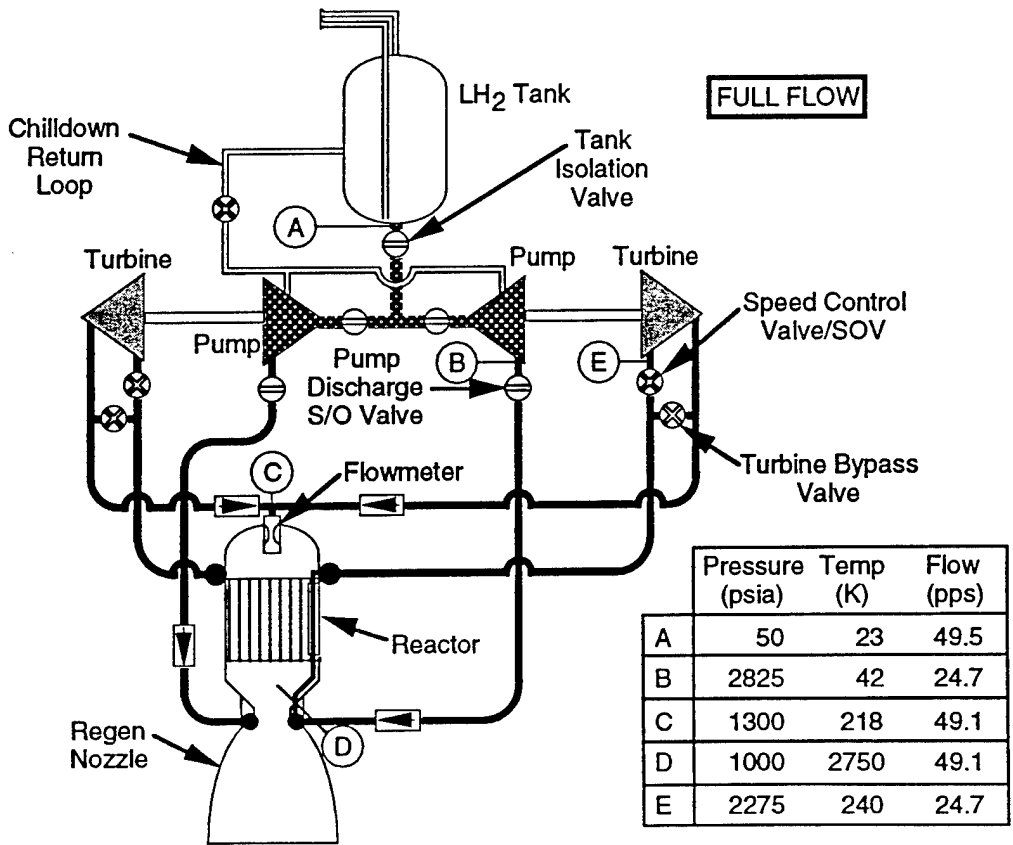 LH2 Tank
FULL FLOW
Chilldown
Return
Loop
Tank
Isolation
Valve
A
Turbine
Pump
Turbine
Speed Control
Valve/SOV
Pump
Pump
Discharge
S/O Valve
B
E
C
Flowmeter
Turbine Bypass
Valve
Reactor
Regen
Nozzle
D
Pressure Temp Flow
(psia) (K) (pps)
A 50 23 49.5
B 2825 42 24.7
C 1300 218 49.1
D 1000 2750 49.1
E 2275 240 24.7